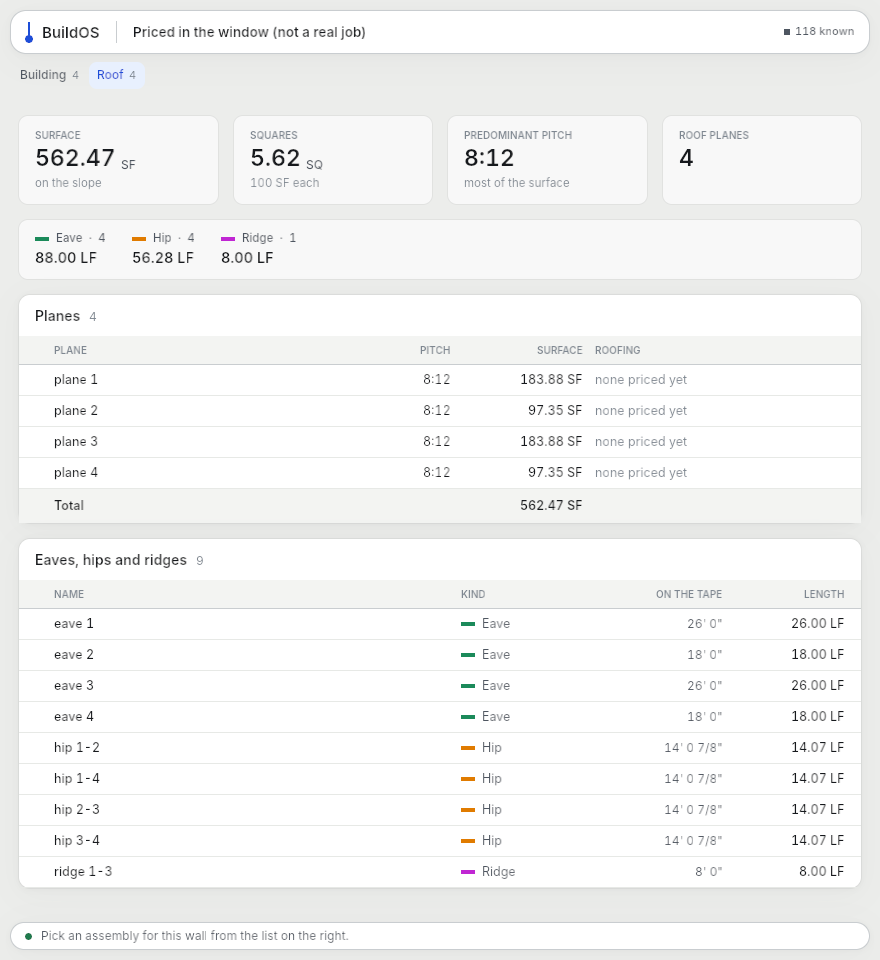 BuildOS
Priced in the window (not a real job)
118 known
Building 4
Roof 4
SURFACE
562.47 SF
on the slope
SQUARES
5.62 SQ
100 SF each
PREDOMINANT PITCH
8:12
most of the surface
ROOF PLANES
4
Eave · 4
88.00 LF
Hip · 4
56.28 LF
Ridge · 1
8.00 LF
Planes 4
PLANE PITCH SURFACE ROOFING
plane 1 8:12 183.88 SF none priced yet
plane 2 8:12 97.35 SF none priced yet
plane 3 8:12 183.88 SF none priced yet
plane 4 8:12 97.35 SF none priced yet
Total 562.47 SF
Eaves, hips and ridges 9
NAME KIND ON THE TAPE LENGTH
eave 1 Eave 26' 0" 26.00 LF
eave 2 Eave 18' 0" 18.00 LF
eave 3 Eave 26' 0" 26.00 LF
eave 4 Eave 18' 0" 18.00 LF
hip 1-2 Hip 14' 0 7/8" 14.07 LF
hip 1-4 Hip 14' 0 7/8" 14.07 LF
hip 2-3 Hip 14' 0 7/8" 14.07 LF
hip 3-4 Hip 14' 0 7/8" 14.07 LF
ridge 1-3 Ridge 8' 0" 8.00 LF
Pick an assembly for this wall from the list on the right.